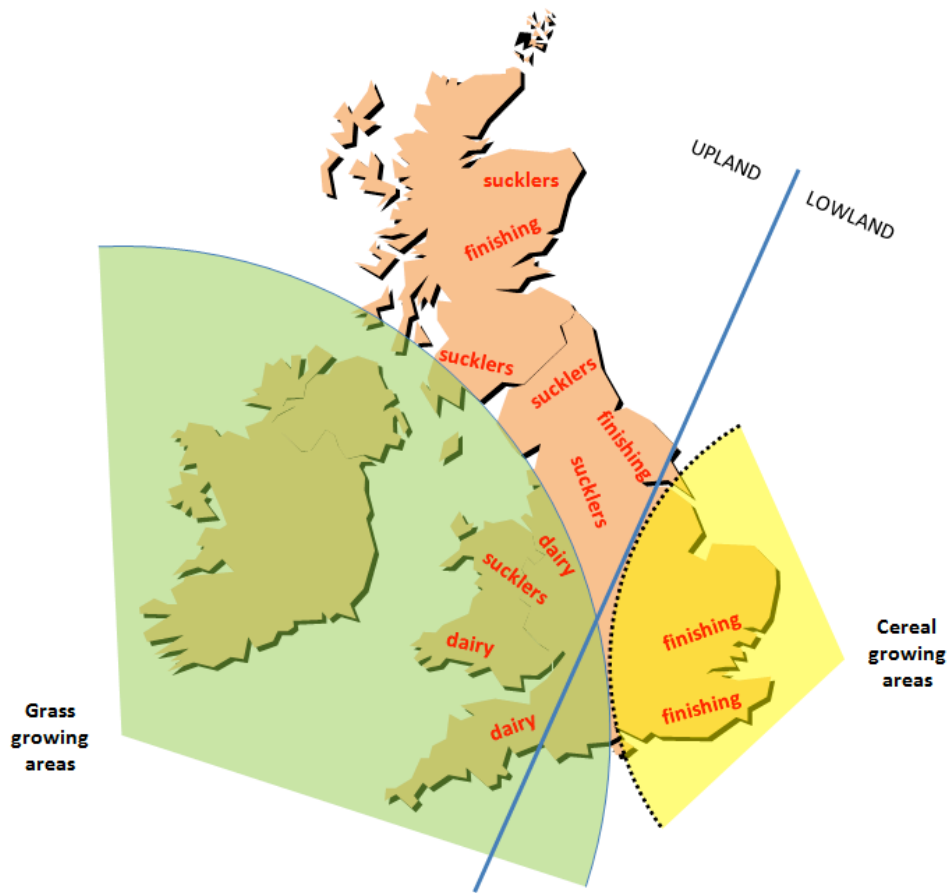 UPLAND
LOWLAND
sucklers
finishing
sucklers
sucklers
finishing
sucklers
dairy
sucklers
dairy
dairy
finishing
finishing
Cereal
growing
areas
Grass
growing
areas